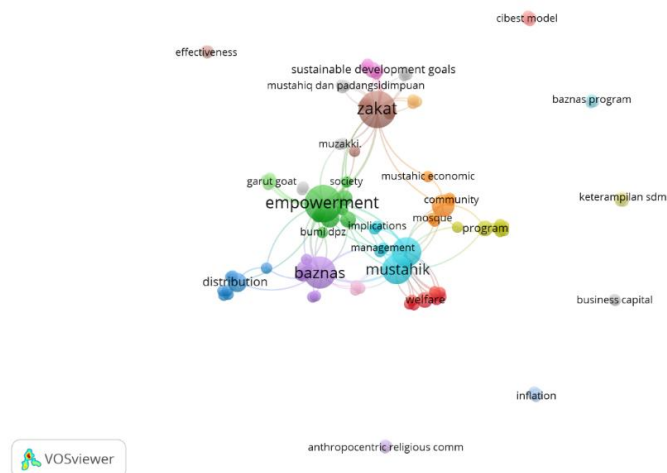 cibest model
effectiveness
sustainable development goals
mustahiq dan padangsidimpuan
zakat
baznas program
muzakki.
garut goat
society
mustahic economic
empowerment
community
keterampilan sdm
mosque
bumi dpz
implications
program
management
baznas
mustahik
distribution
welfare
business capital
inflation
anthropocentric religious comm
VOSviewer